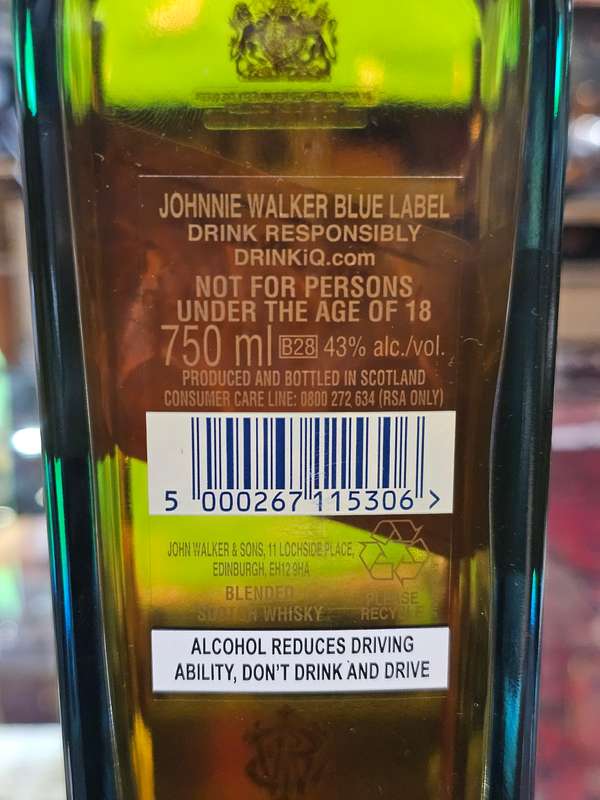 JOHNNIE WALKER BLUE LABEL
DRINK RESPONSIBLY
DRINKiQ.com
NOT FOR PERSONS
UNDER THE AGE OF 18
750 ml B28 43% alc./vol.
PRODUCED AND BOTTLED IN SCOTLAND
CONSUMER CARE LINE: 0800 272 634 (RSA ONLY)
5 000267 115306 >
JOHN WALKER & SONS, 11 LOCHSIDE PLACE,
EDINBURGH, EH12 9HA
BLENDED
SCOTCH WHISKY
PLEASE
RECYCLE
ALCOHOL REDUCES DRIVING
ABILITY, DON'T DRINK AND DRIVE